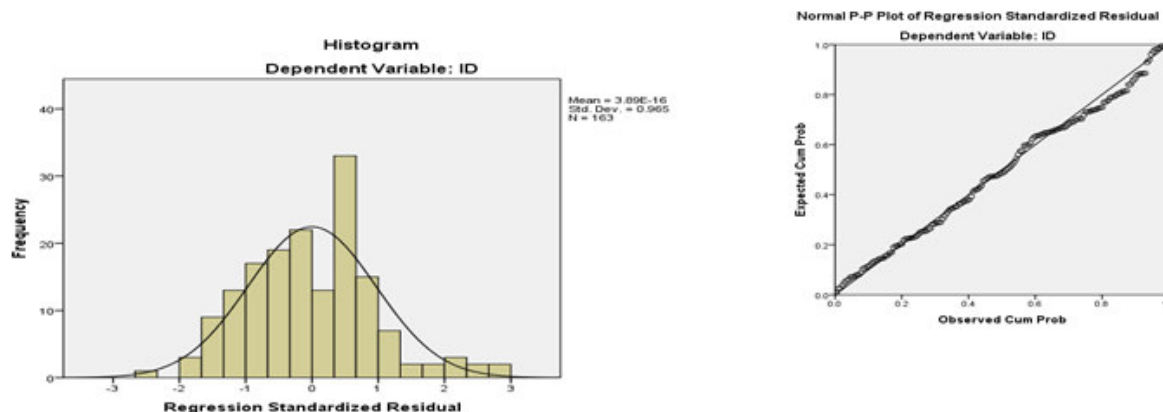 Histogram
Dependent Variable: ID
Mean = 3.89E-16
Std. Dev. = 0.965
N = 163
40
30
20
10
0
Frequency
-3 -2 -1 0 1 2 3
Regression Standardized Residual
Normal P-P Plot of Regression Standardized Residual
Dependent Variable: ID
1.0
0.8
0.6
0.4
0.2
0.0
Expected Cum Prob
0.0 0.2 0.4 0.6 0.8
Observed Cum Prob